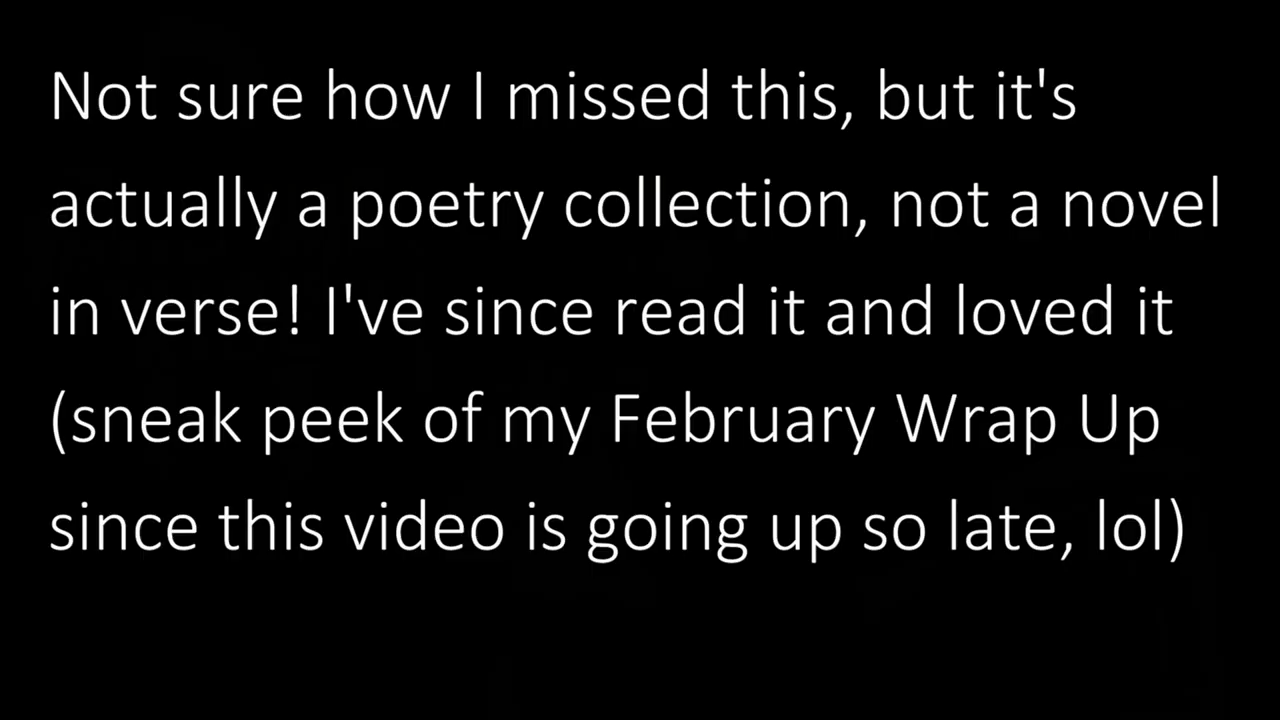 Not sure how I missed this, but it's
actually a poetry collection, not a novel
in verse! I've since read it and loved it
(sneak peek of my February Wrap Up
since this video is going up so late, lol)